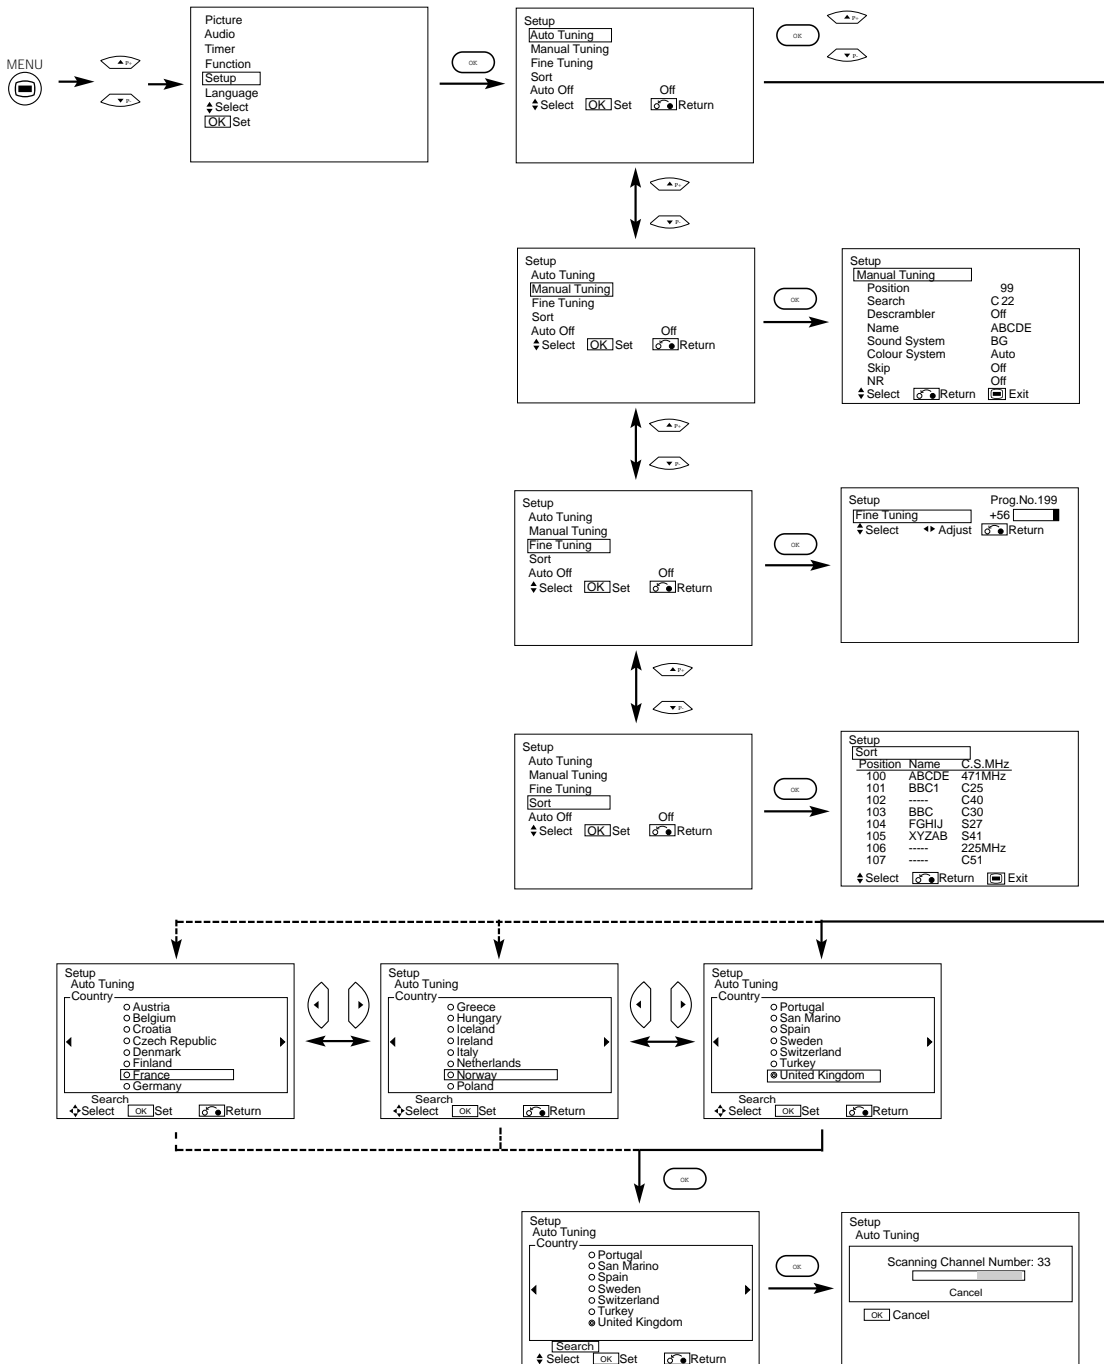 MENU
P+
P-
Picture
Audio
Timer
Function
Setup
Language
Select
OK Set
OK
Setup
Auto Tuning
Manual Tuning
Fine Tuning
Sort
Auto Off Off
Select OK Set Return
OK
P+
P-
P+
P-
Setup
Auto Tuning
Manual Tuning
Fine Tuning
Sort
Auto Off Off
Select OK Set Return
OK
Setup
Manual Tuning
Position 99
Search C 22
Descrambler Off
Name ABCDE
Sound System BG
Colour System Auto
Skip Off
NR Off
Select Return Exit
P+
P-
Setup
Auto Tuning
Manual Tuning
Fine Tuning
Sort
Auto Off Off
Select OK Set Return
OK
Setup Prog.No.199
Fine Tuning +56
Select Adjust Return
P+
P-
Setup
Auto Tuning
Manual Tuning
Fine Tuning
Sort
Auto Off Off
Select OK Set Return
OK
Setup
Sort
Position Name C.S.MHz
100 ABCDE 471MHz
101 BBC1 C25
102 ----- C40
103 BBC C30
104 FGHIJ S27
105 XYZAB S41
106 ----- 225MHz
107 ----- C51
Select Return Exit
Setup
Auto Tuning
Country
Austria
Belgium
Croatia
Czech Republic
Denmark
Finland
France
Germany
Search
Select OK Set Return
Setup
Auto Tuning
Country
Greece
Hungary
Iceland
Ireland
Italy
Netherlands
Norway
Poland
Search
Select OK Set Return
Setup
Auto Tuning
Country
Portugal
San Marino
Spain
Sweden
Switzerland
Turkey
United Kingdom
Search
Select OK Set Return
OK
Setup
Auto Tuning
Country
Portugal
San Marino
Spain
Sweden
Switzerland
Turkey
United Kingdom
Search
Select OK Set Return
OK
Setup
Auto Tuning
Scanning Channel Number: 33
Cancel
OK Cancel